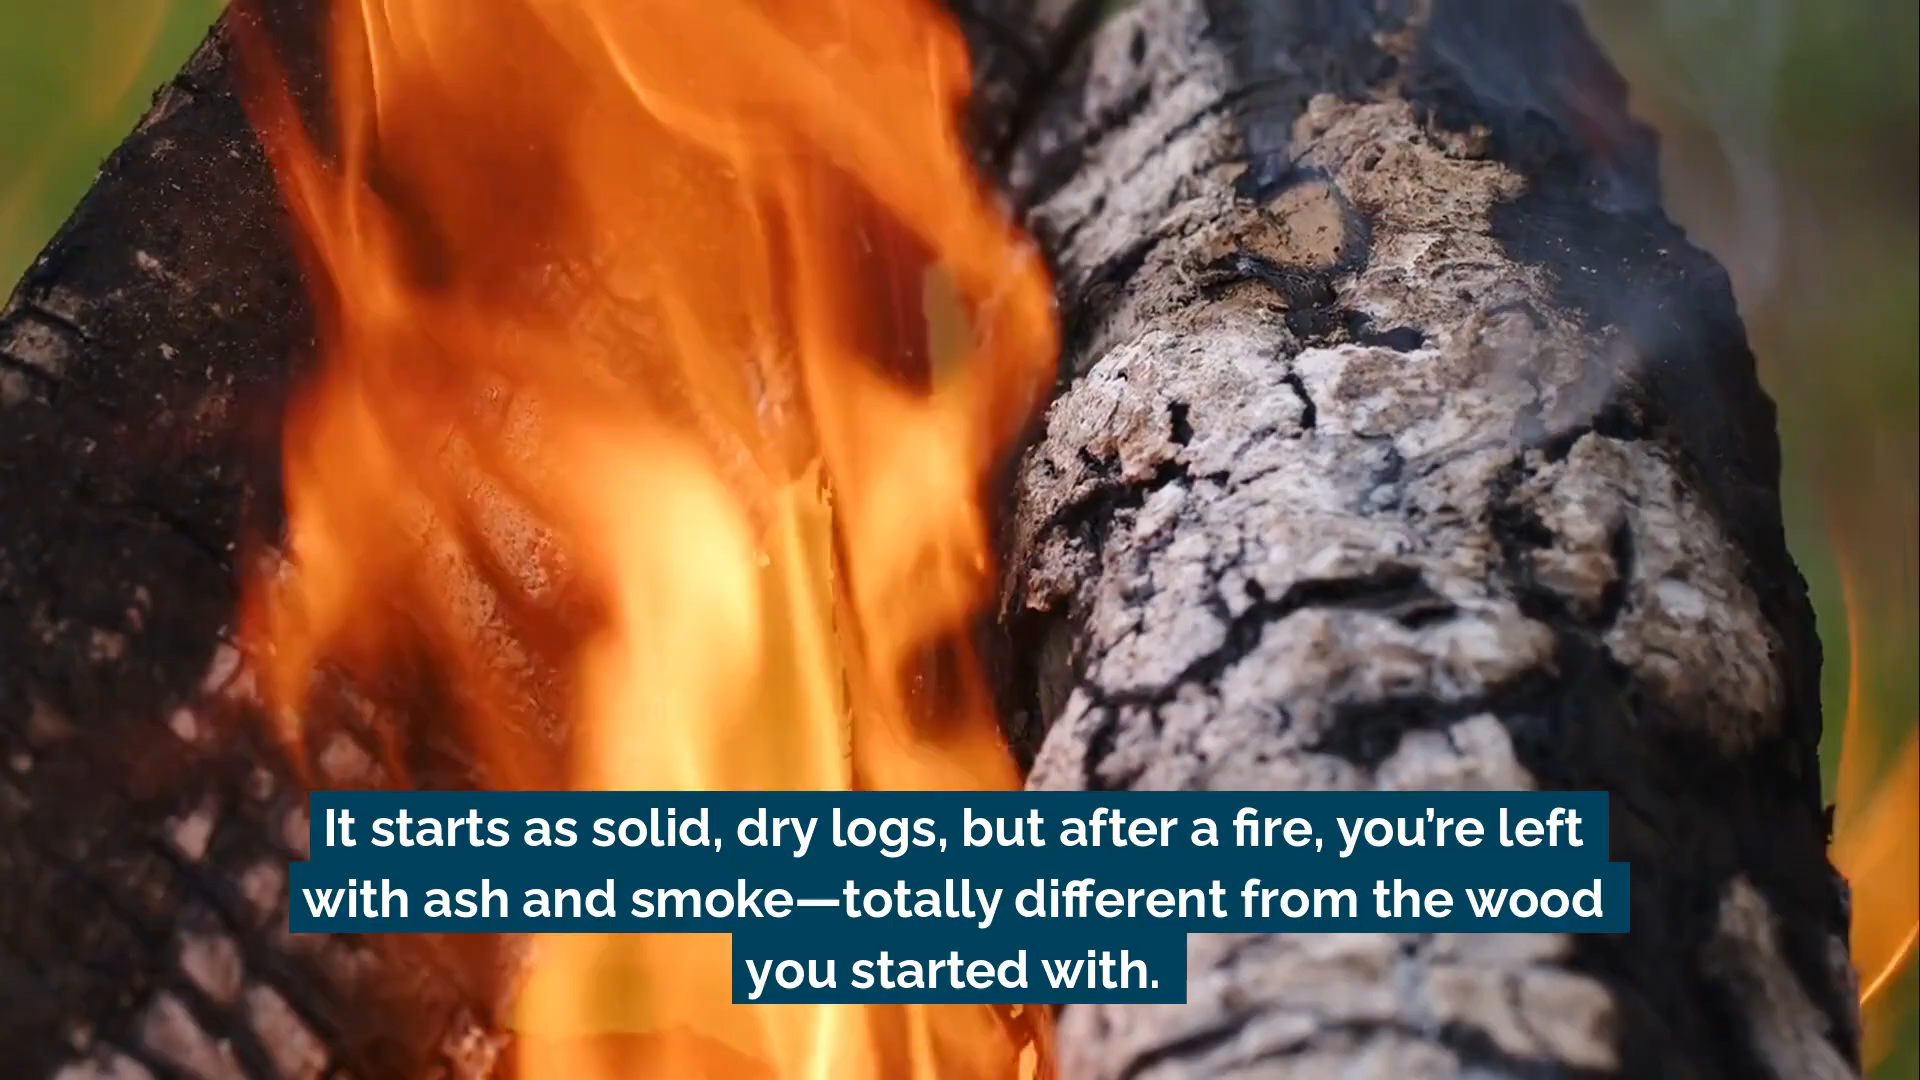 It starts as solid, dry logs, but after a fire, you’re left
with ash and smoke—totally different from the wood
you started with.